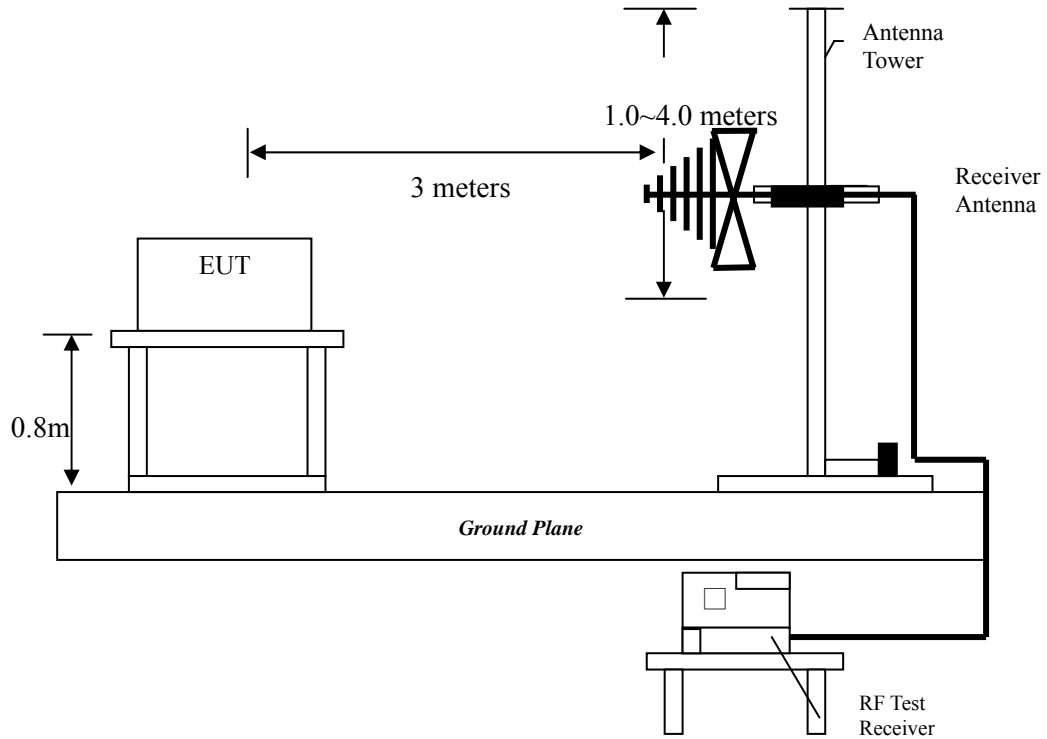 Antenna
Tower
1.0~4.0 meters
3 meters
Receiver
Antenna
EUT
0.8m
Ground Plane
RF Test
Receiver